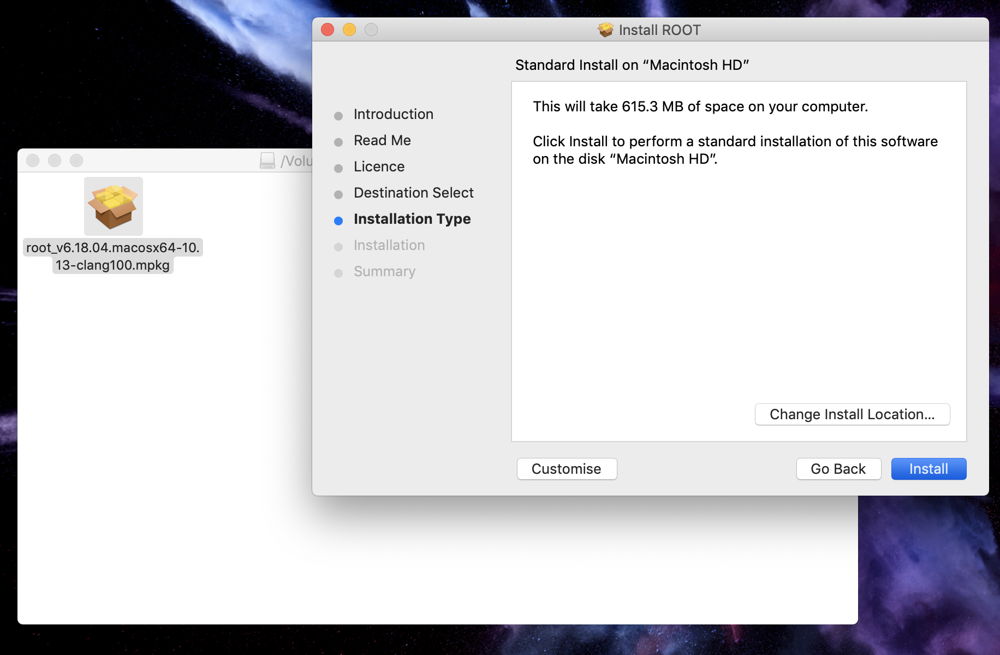 Install ROOT
Standard Install on “Macintosh HD”
Introduction
Read Me
Licence
Destination Select
Installation Type
Installation
Summary
This will take 615.3 MB of space on your computer.
Click Install to perform a standard installation of this software
on the disk “Macintosh HD”.
Change Install Location...
Customise
Go Back
Install
/Volu
root_v6.18.04.macosx64-10.
13-clang100.mpkg